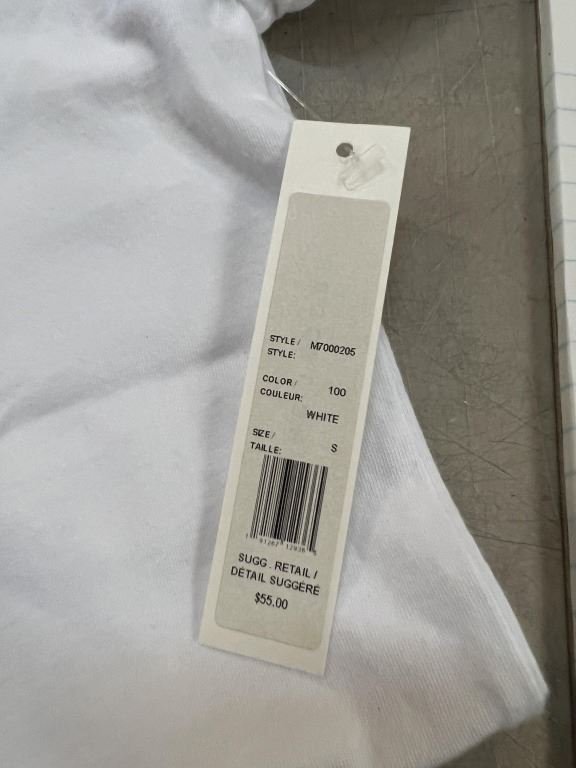 STYLE / M7000205
STYLE:
COLOR / 100
COULEUR:
WHITE
SIZE /
TAILLE: S
SUGG. RETAIL /
DÉTAIL SUGGÉRÉ
$55.00